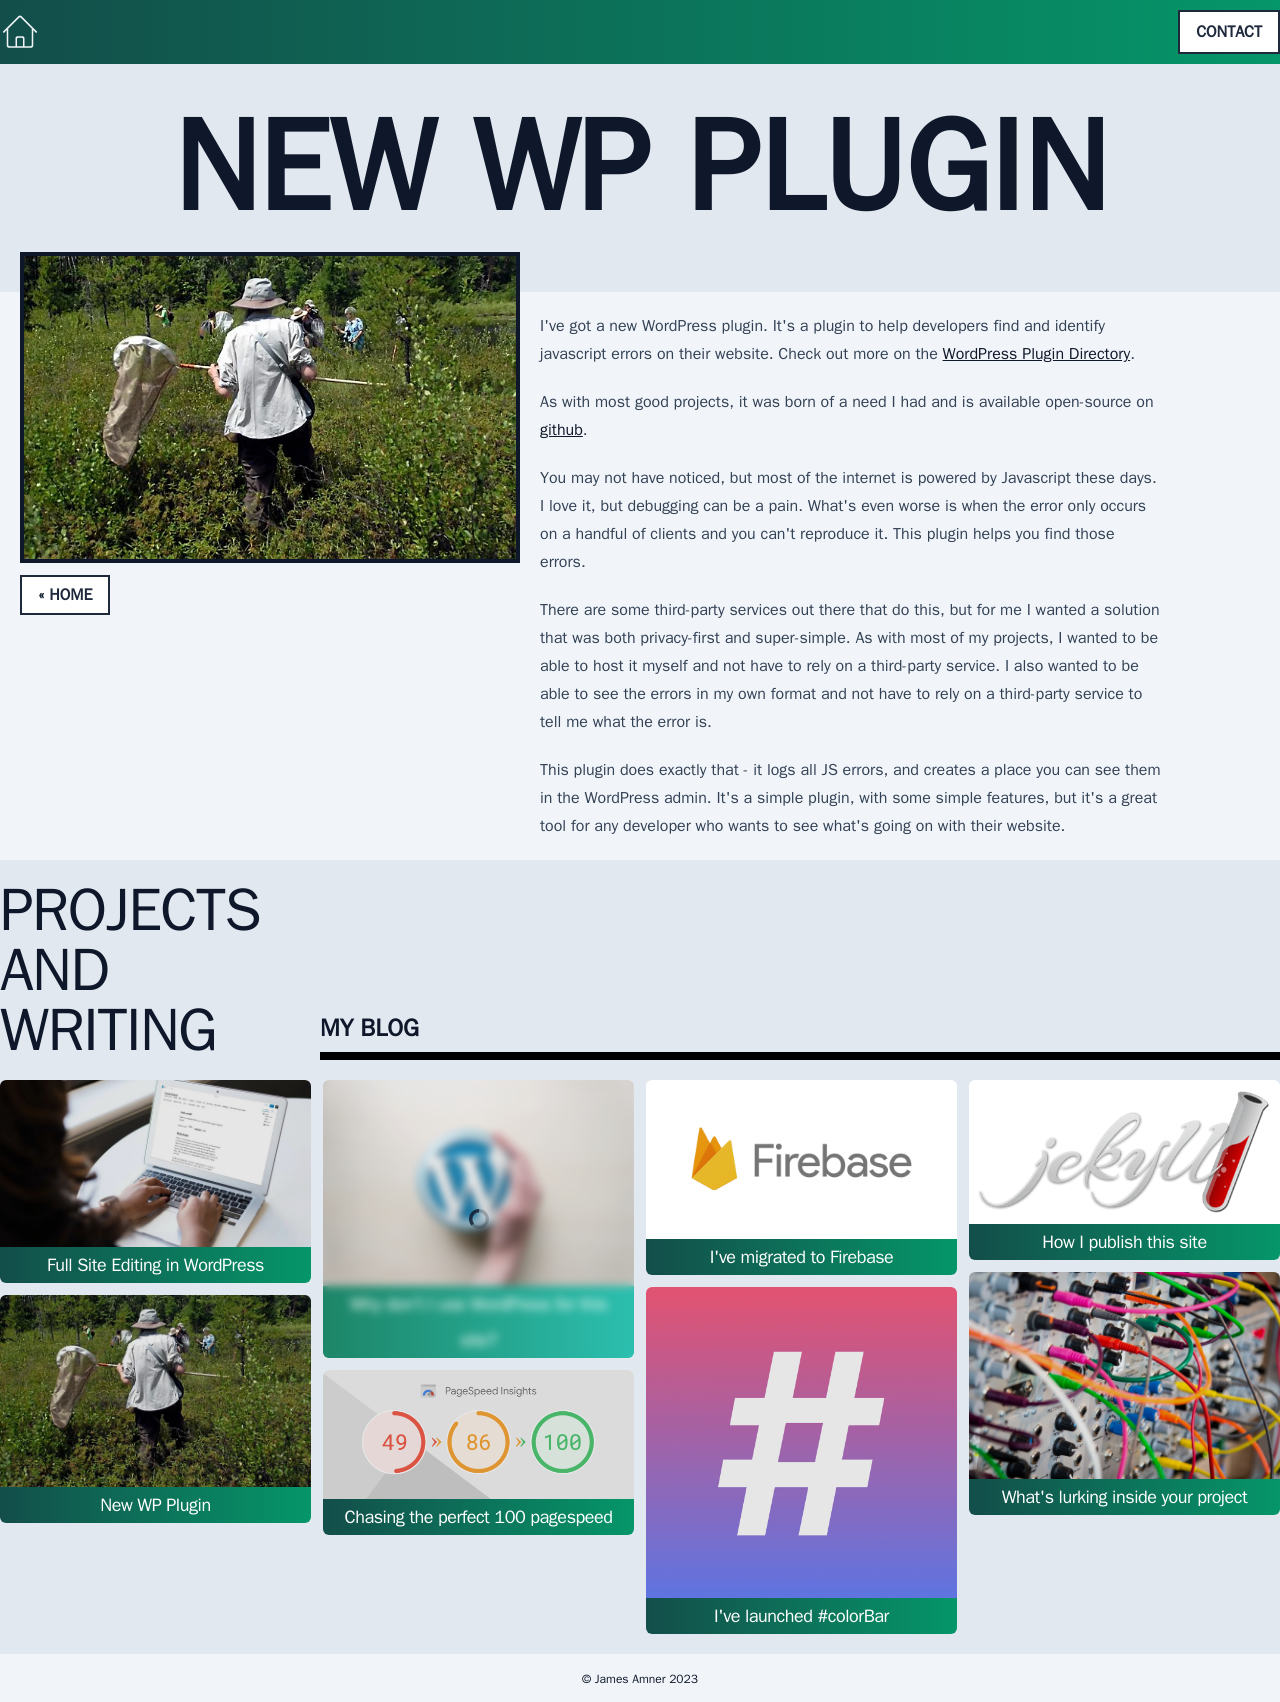 CONTACT
NEW WP PLUGIN
I've got a new WordPress plugin. It's a plugin to help developers find and identify
javascript errors on their website. Check out more on the WordPress Plugin Directory.
As with most good projects, it was born of a need I had and is available open-source on
github.
You may not have noticed, but most of the internet is powered by Javascript these days.
I love it, but debugging can be a pain. What's even worse is when the error only occurs
on a handful of clients and you can't reproduce it. This plugin helps you find those
errors.
There are some third-party services out there that do this, but for me I wanted a solution
that was both privacy-first and super-simple. As with most of my projects, I wanted to be
able to host it myself and not have to rely on a third-party service. I also wanted to be
able to see the errors in my own format and not have to rely on a third-party service to
tell me what the error is.
This plugin does exactly that - it logs all JS errors, and creates a place you can see them
in the WordPress admin. It's a simple plugin, with some simple features, but it's a great
tool for any developer who wants to see what's going on with their website.
« HOME
PROJECTS
AND
WRITING
MY BLOG
Full Site Editing in WordPress
New WP Plugin
W
Why don't I use WordPress for this
site?
PageSpeed Insights
49 » 86 » 100
Chasing the perfect 100 pagespeed
Firebase
I've migrated to Firebase
#
I've launched #colorBar
jekyll
How I publish this site
What's lurking inside your project
© James Amner 2023